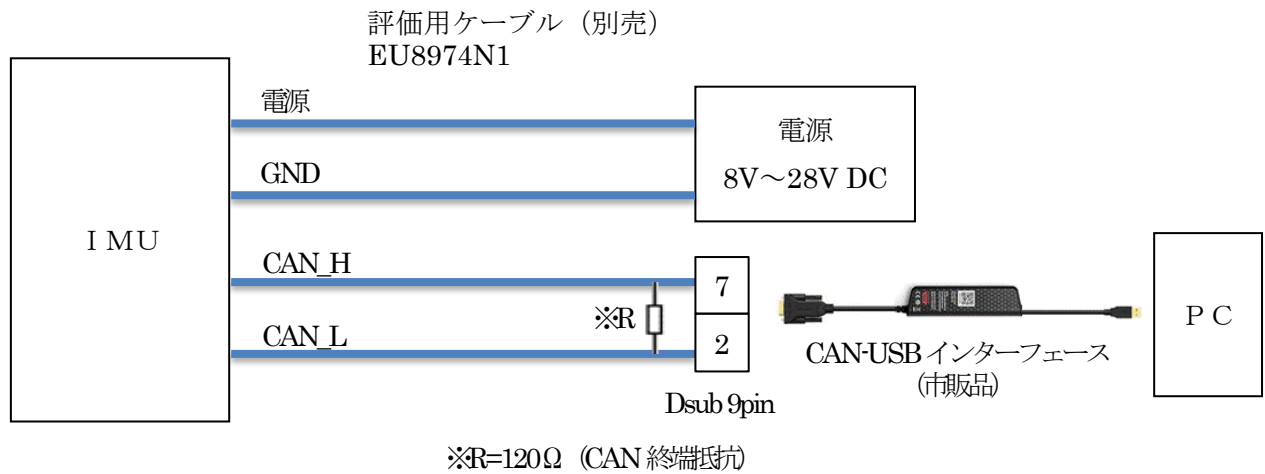 評価用ケーブル（別売）
EU8974N1
電源
電源
8V～28V DC
GND
ＩＭＵ
CAN_H
7
※R
CAN_L
2
Dsub 9pin
CAN-USB インターフェース
(市販品)
ＰＣ
※R=120Ω（CAN 終端抵抗）